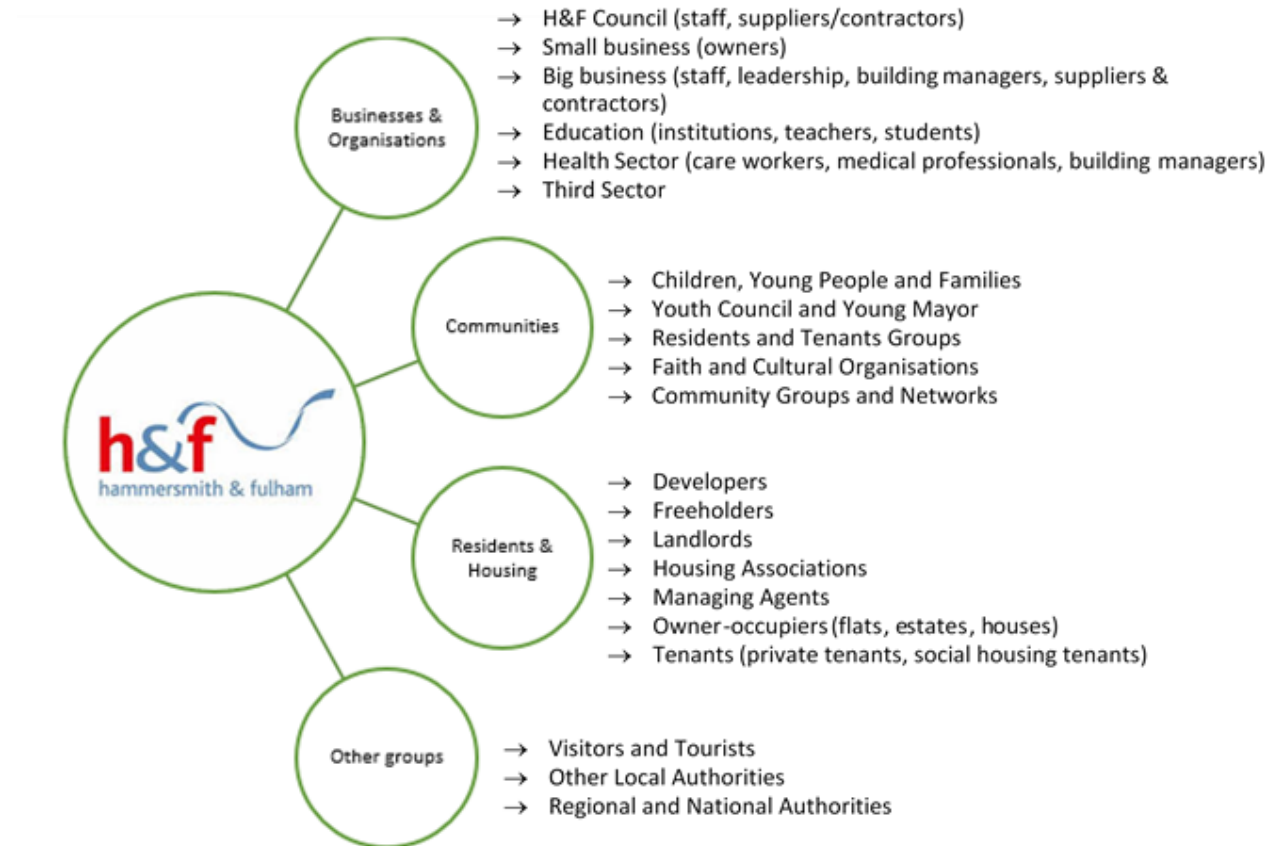 → H&F Council (staff, suppliers/contractors)
→ Small business (owners)
→ Big business (staff, leadership, building managers, suppliers &
contractors)
→ Education (institutions, teachers, students)
→ Health Sector (care workers, medical professionals, building managers)
→ Third Sector
Businesses &
Organisations
Communities
→ Children, Young People and Families
→ Youth Council and Young Mayor
→ Residents and Tenants Groups
→ Faith and Cultural Organisations
→ Community Groups and Networks
h&f
hammersmith & fulham
Residents &
Housing
→ Developers
→ Freeholders
→ Landlords
→ Housing Associations
→ Managing Agents
→ Owner-occupiers (flats, estates, houses)
→ Tenants (private tenants, social housing tenants)
Other groups
→ Visitors and Tourists
→ Other Local Authorities
→ Regional and National Authorities